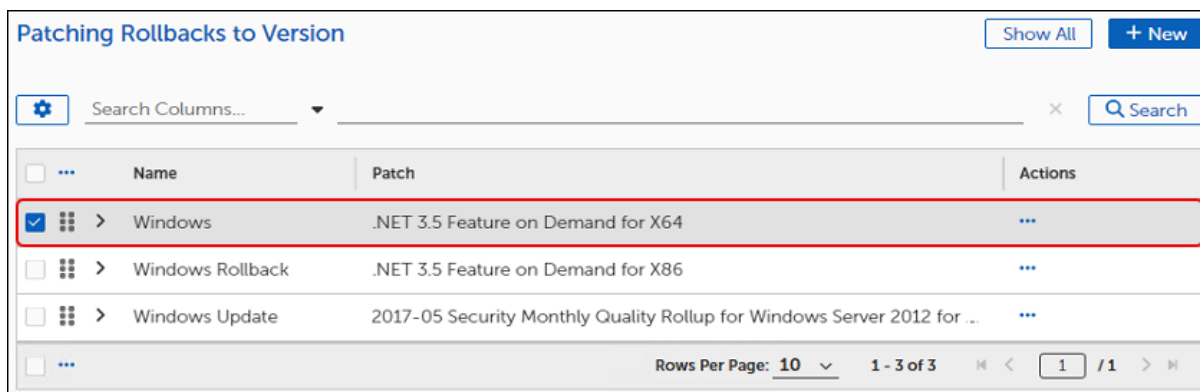 Patching Rollbacks to Version
Show All
+ New
Search Columns...
Search
Name Patch Actions
Windows .NET 3.5 Feature on Demand for X64
Windows Rollback .NET 3.5 Feature on Demand for X86
Windows Update 2017-05 Security Monthly Quality Rollup for Windows Server 2012 for ...
Rows Per Page: 10 1 - 3 of 3 1 / 1